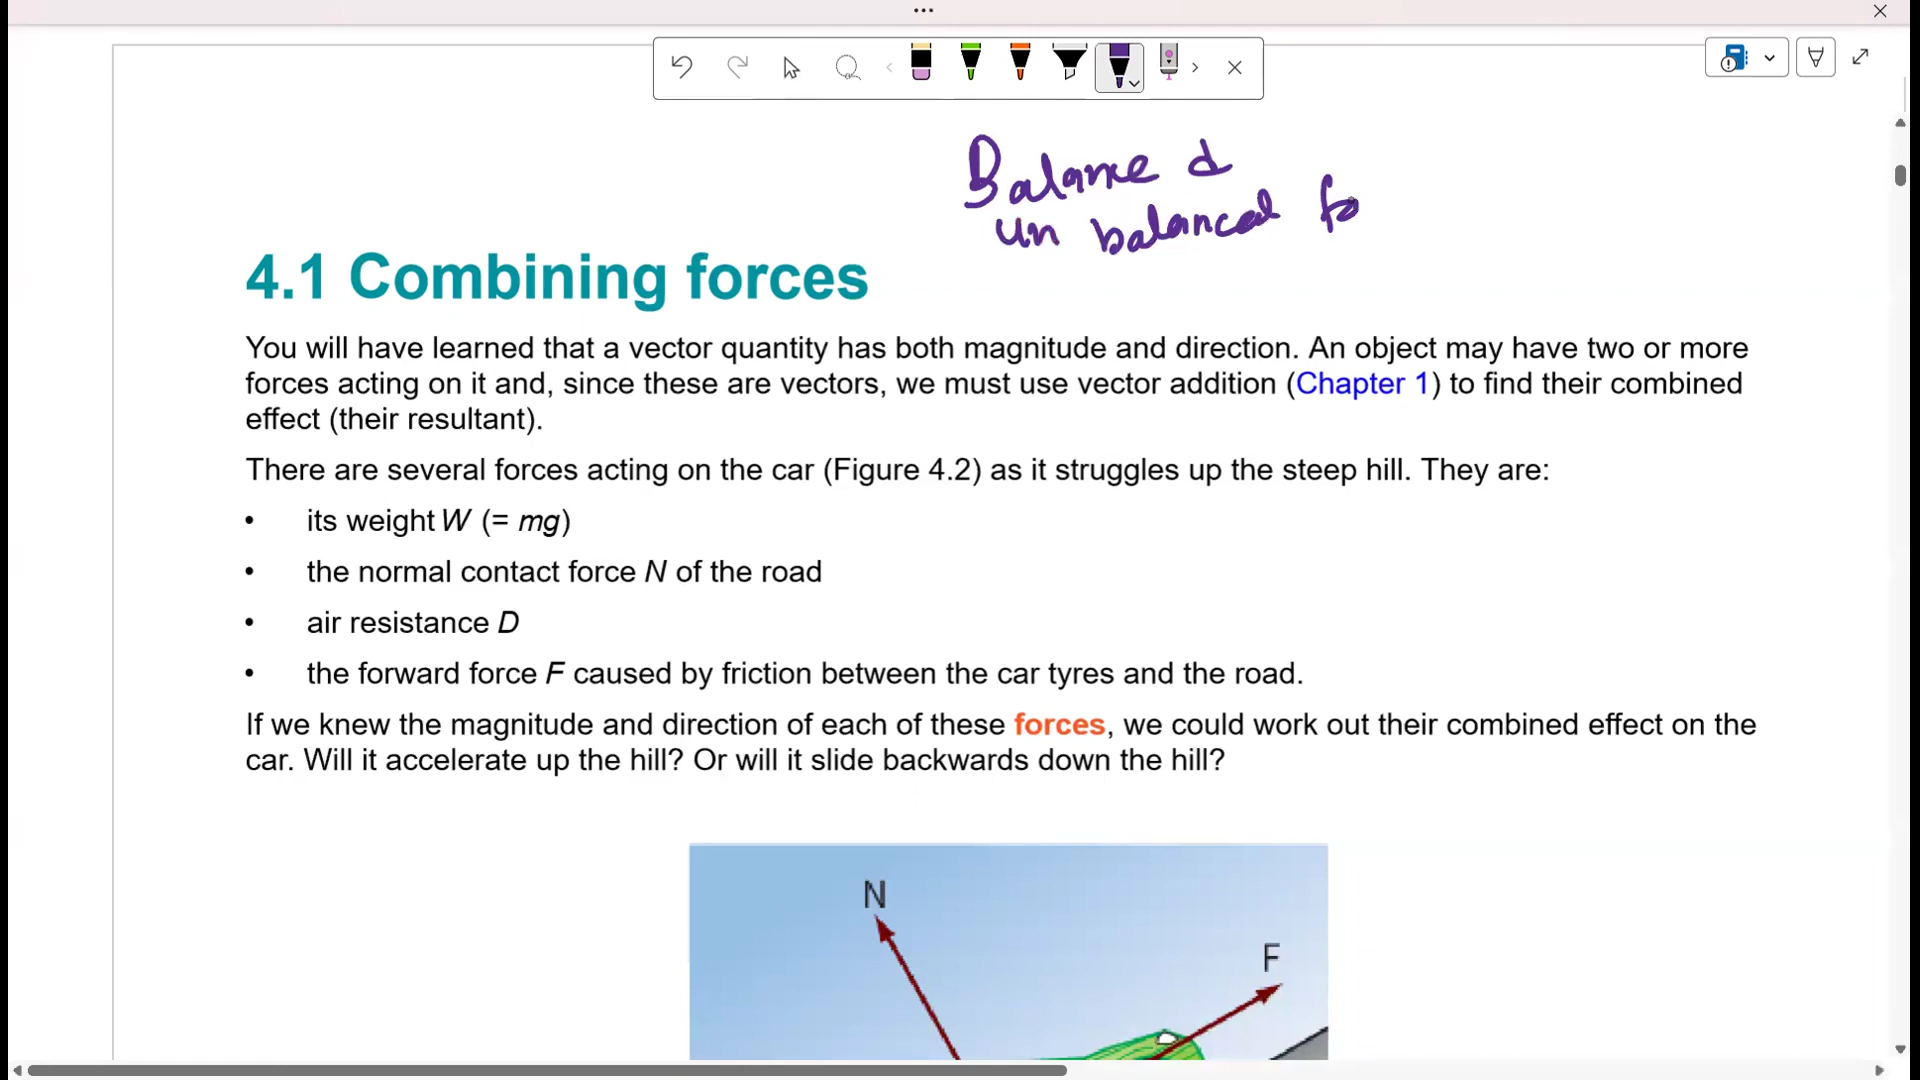 ...
Balance &
un balanced fo
4.1 Combining forces
You will have learned that a vector quantity has both magnitude and direction. An object may have two or more
forces acting on it and, since these are vectors, we must use vector addition (Chapter 1) to find their combined
effect (their resultant).
There are several forces acting on the car (Figure 4.2) as it struggles up the steep hill. They are:
• its weight W (= mg)
• the normal contact force N of the road
• air resistance D
• the forward force F caused by friction between the car tyres and the road.
If we knew the magnitude and direction of each of these forces, we could work out their combined effect on the
car. Will it accelerate up the hill? Or will it slide backwards down the hill?
N
F